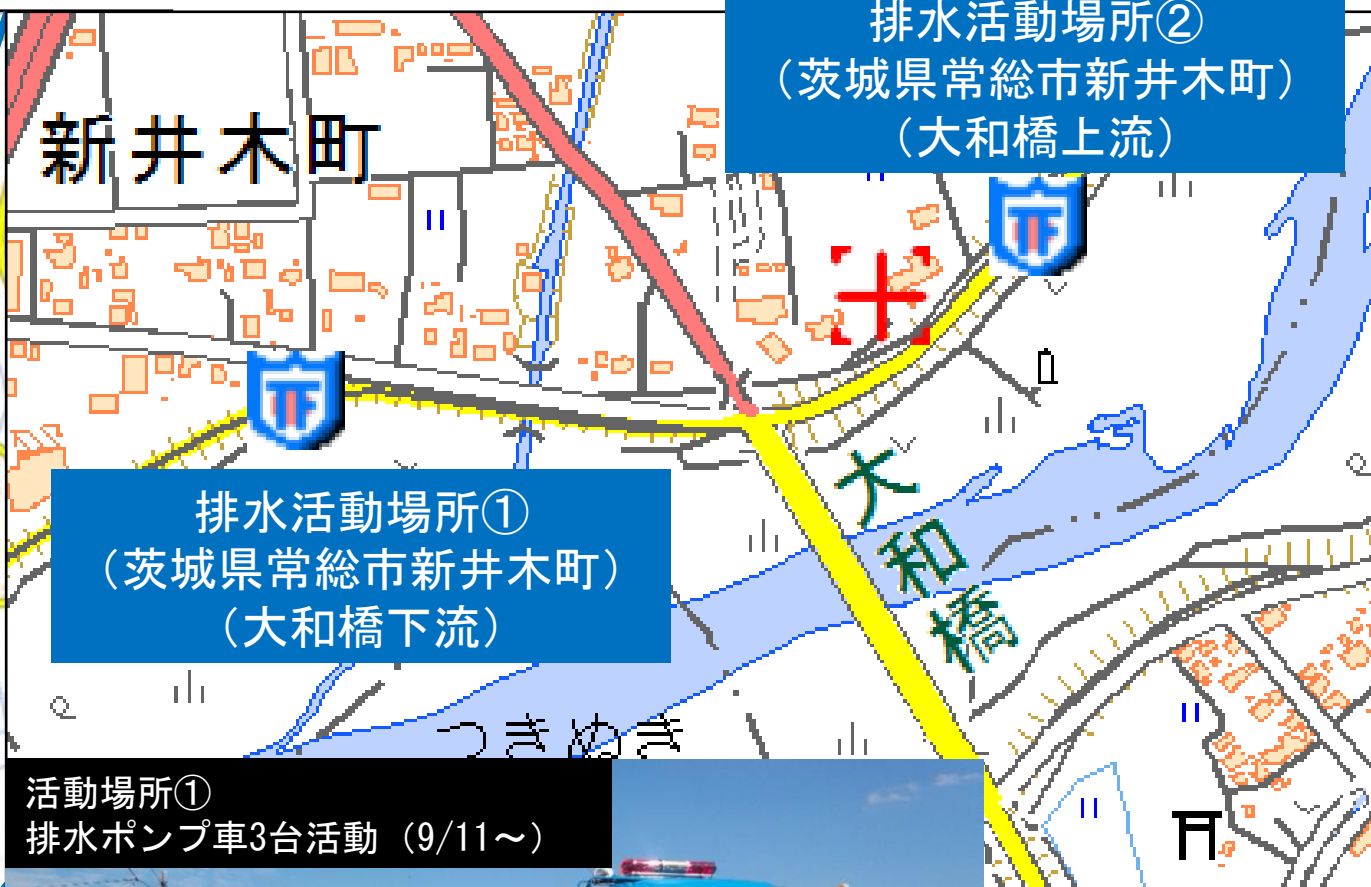 排水活動場所②
（茨城県常総市新井木町）
（大和橋上流）
新井木町
大和橋
排水活動場所①
（茨城県常総市新井木町）
（大和橋下流）
つきぬき
活動場所①
排水ポンプ車3台活動（9/11～）